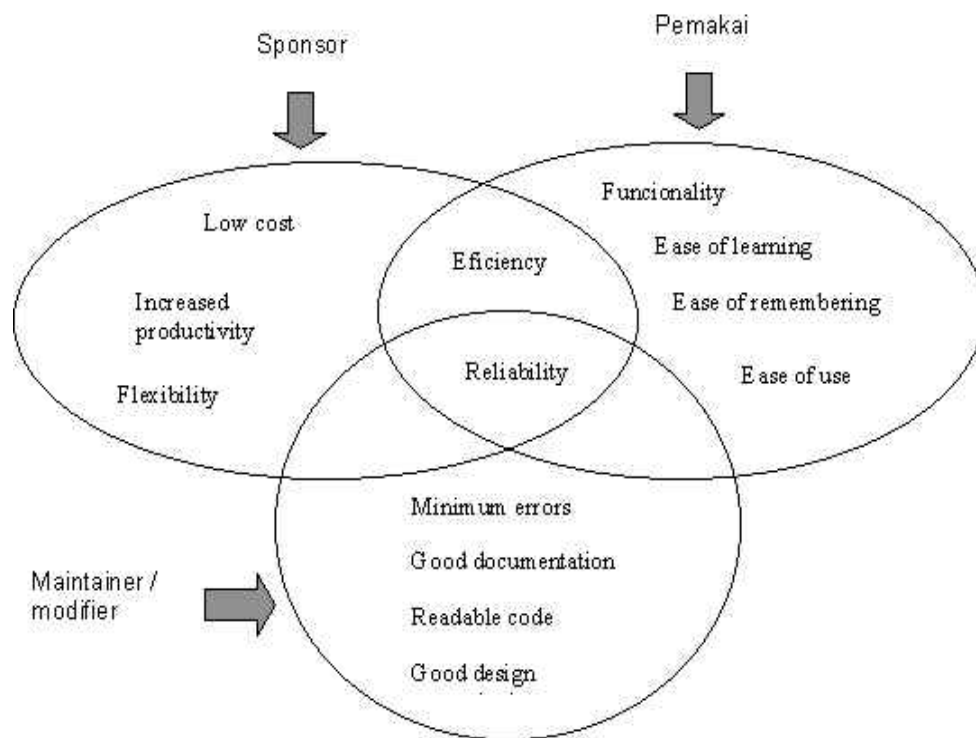 Sponsor
Pemakai
Low cost
Funcionality
Eficiency
Ease of learning
Increased
productivity
Ease of remembering
Flexibility
Reliability
Ease of use
Minimum errors
Good documentation
Maintainer /
modifier
Readable code
Good design